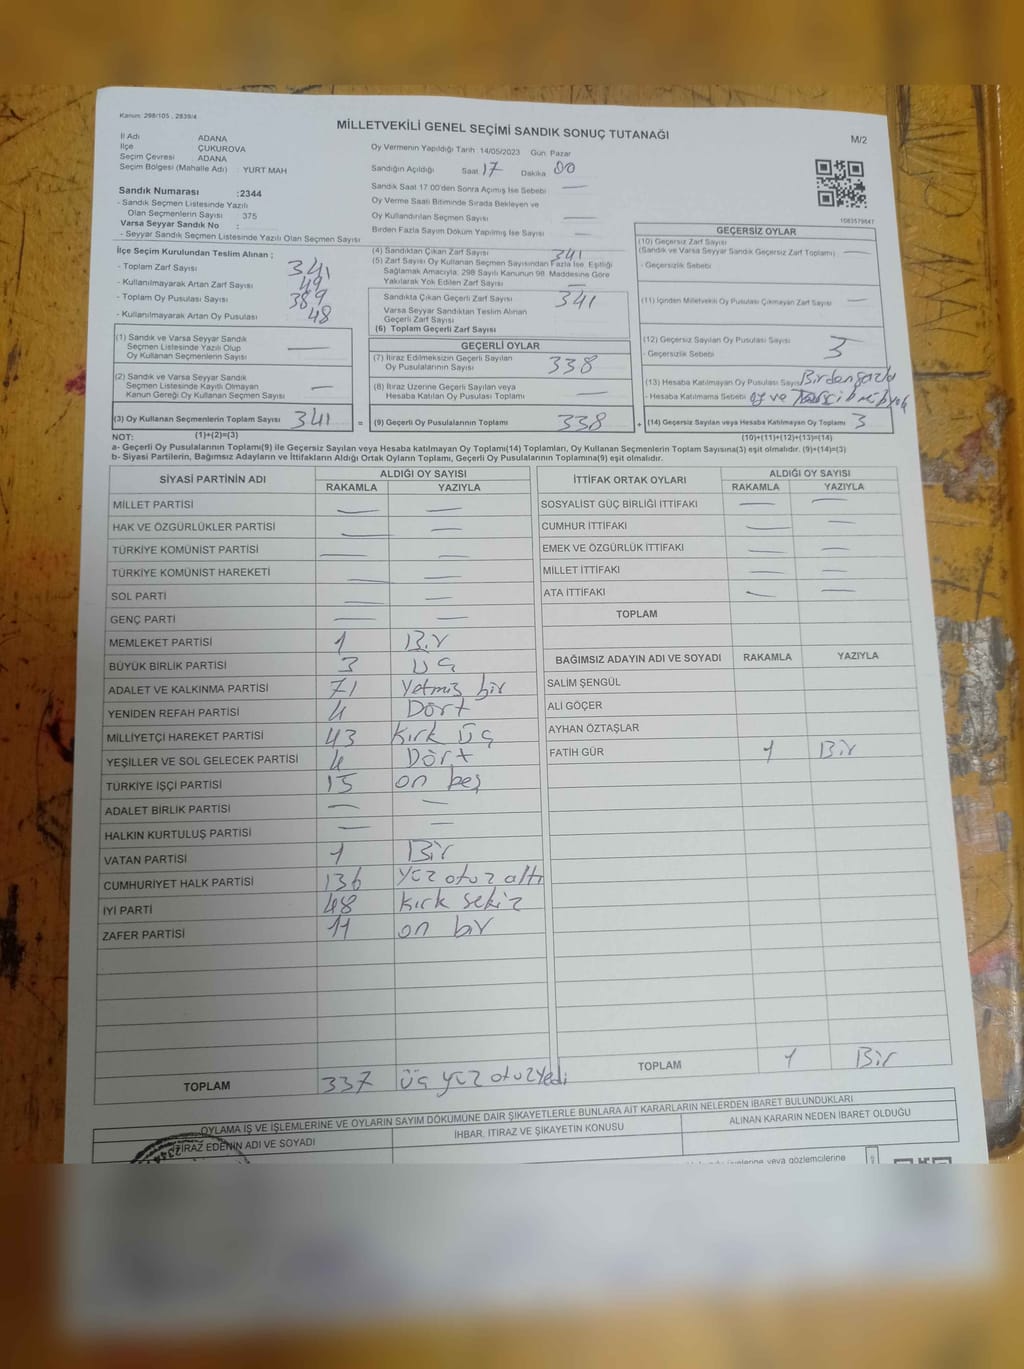 Kanun: 298/105 , 2839/4
MİLLETVEKİLİ GENEL SEÇİMİ SANDIK SONUÇ TUTANAĞI
M/2
İl Adı ADANA
İlçe ÇUKUROVA
Seçim Çevresi ADANA
Seçim Bölgesi (Mahalle Adı) : YURT MAH
Oy Vermenin Yapıldığı Tarih : 14/05/2023 Gün: Pazar
Sandığın Açıldığı Saat 17 Dakika 00
Sandık Saat 17:00'den Sonra Açılmış İse Sebebi —
Oy Verme Saati Bitiminde Sırada Bekleyen ve
Oy Kullandırılan Seçmen Sayısı —
Birden Fazla Sayım Döküm Yapılmış İse Sayısı —
Sandık Numarası :2344
- Sandık Seçmen Listesinde Yazılı
Olan Seçmenlerin Sayısı : 375
Varsa Seyyar Sandık No :
- Seyyar Sandık Seçmen Listesinde Yazılı Olan Seçmen Sayısı
1083579847
İlçe Seçim Kurulundan Teslim Alınan ;
- Toplam Zarf Sayısı 341
- Kullanılmayarak Artan Zarf Sayısı 49
- Toplam Oy Pusulası Sayısı 389
- Kullanılmayarak Artan Oy Pusulası 48
(4) Sandıktan Çıkan Zarf Sayısı 341
(5) Zarf Sayısı Oy Kullanan Seçmen Sayısından Fazla İse, Eşitliği
Sağlamak Amacıyla, 298 Sayılı Kanunun 98. Maddesine Göre
Yakılarak Yok Edilen Zarf Sayısı —
Sandıkta Çıkan Geçerli Zarf Sayısı 341
Varsa Seyyar Sandıktan Teslim Alınan
Geçerli Zarf Sayısı
(6) Toplam Geçerli Zarf Sayısı
GEÇERSİZ OYLAR
(10) Geçersiz Zarf Sayısı
(Sandık ve Varsa Seyyar Sandık Geçersiz Zarf Toplamı) —
- Geçersizlik Sebebi
(11) İçinden Milletvekili Oy Pusulası Çıkmayan Zarf Sayısı —
(12) Geçersiz Sayılan Oy Pusulası Sayısı 3
- Geçersizlik Sebebi
(13) Hesaba Katılmayan Oy Pusulası Sayısı Birden fazla
- Hesaba Katılmama Sebebi oy ve
(14) Geçersiz Sayılan veya Hesaba Katılmayan Oy Toplamı 3
(10)+(11)+(12)+(13)=(14)
(1) Sandık ve Varsa Seyyar Sandık
Seçmen Listesinde Yazılı Olup
Oy Kullanan Seçmenlerin Sayısı —
(2) Sandık ve Varsa Seyyar Sandık
Seçmen Listesinde Kayıtlı Olmayan
Kanun Gereği Oy Kullanan Seçmen Sayısı —
(3) Oy Kullanan Seçmenlerin Toplam Sayısı 341
(1)+(2)=(3)
GEÇERLİ OYLAR
(7) İtiraz Edilmeksizin Geçerli Sayılan
Oy Pusulalarının Sayısı 338
(8) İtiraz Üzerine Geçerli Sayılan veya
Hesaba Katılan Oy Pusulası Toplamı —
= (9) Geçerli Oy Pusulalarının Toplamı 338 +
NOT:
a- Geçerli Oy Pusulalarının Toplamı(9) ile Geçersiz Sayılan veya Hesaba katılmayan Oy Toplamı(14) Toplamları, Oy Kullanan Seçmenlerin Toplam Sayısına(3) eşit olmalıdır. (9)+(14)=(3)
b- Siyasi Partilerin, Bağımsız Adayların ve İttifakların Aldığı Ortak Oyların Toplamı, Geçerli Oy Pusulalarının Toplamına(9) eşit olmalıdır.
SİYASİ PARTİNİN ADI ALDIĞI OY SAYISI
RAKAMLA YAZIYLA
MİLLET PARTİSİ — —
HAK VE ÖZGÜRLÜKLER PARTİSİ — —
TÜRKİYE KOMÜNİST PARTİSİ — —
TÜRKİYE KOMÜNİST HAREKETİ — —
SOL PARTİ — —
GENÇ PARTİ — —
MEMLEKET PARTİSİ 1 Bir
BÜYÜK BİRLİK PARTİSİ 3 Üç
ADALET VE KALKINMA PARTİSİ 71 Yetmiş bir
YENİDEN REFAH PARTİSİ 4 Dört
MİLLİYETÇİ HAREKET PARTİSİ 43 Kırk üç
YEŞİLLER VE SOL GELECEK PARTİSİ 4 Dört
TÜRKİYE İŞÇİ PARTİSİ 15 on beş
ADALET BİRLİK PARTİSİ — —
HALKIN KURTULUŞ PARTİSİ — —
VATAN PARTİSİ 1 Bir
CUMHURİYET HALK PARTİSİ 136 Yüz otuz altı
İYİ PARTİ 48 Kırk sekiz
ZAFER PARTİSİ 11 on bir
TOPLAM 337 üç yüz otuz yedi
İTTİFAK ORTAK OYLARI ALDIĞI OY SAYISI
RAKAMLA YAZIYLA
SOSYALİST GÜÇ BİRLİĞİ İTTİFAKI — —
CUMHUR İTTİFAKI — —
EMEK VE ÖZGÜRLÜK İTTİFAKI — —
MİLLET İTTİFAKI — —
ATA İTTİFAKI — —
TOPLAM
BAĞIMSIZ ADAYIN ADI VE SOYADI RAKAMLA YAZIYLA
SALİM ŞENGÜL
ALİ GÖÇER
AYHAN ÖZTAŞLAR
FATİH GÜR 1 Bir
TOPLAM 1 Bir
OYLAMA İŞ VE İŞLEMLERİNE VE OYLARIN SAYIM DÖKÜMÜNE DAİR ŞİKAYETLERLE BUNLARA AİT KARARLARIN NELERDEN İBARET BULUNDUKLARI
İTİRAZ EDENİN ADI VE SOYADI İHBAR, İTİRAZ VE ŞİKAYETİN KONUSU ALINAN KARARIN NEDEN İBARET OLDUĞU
veya gözlemcilerine